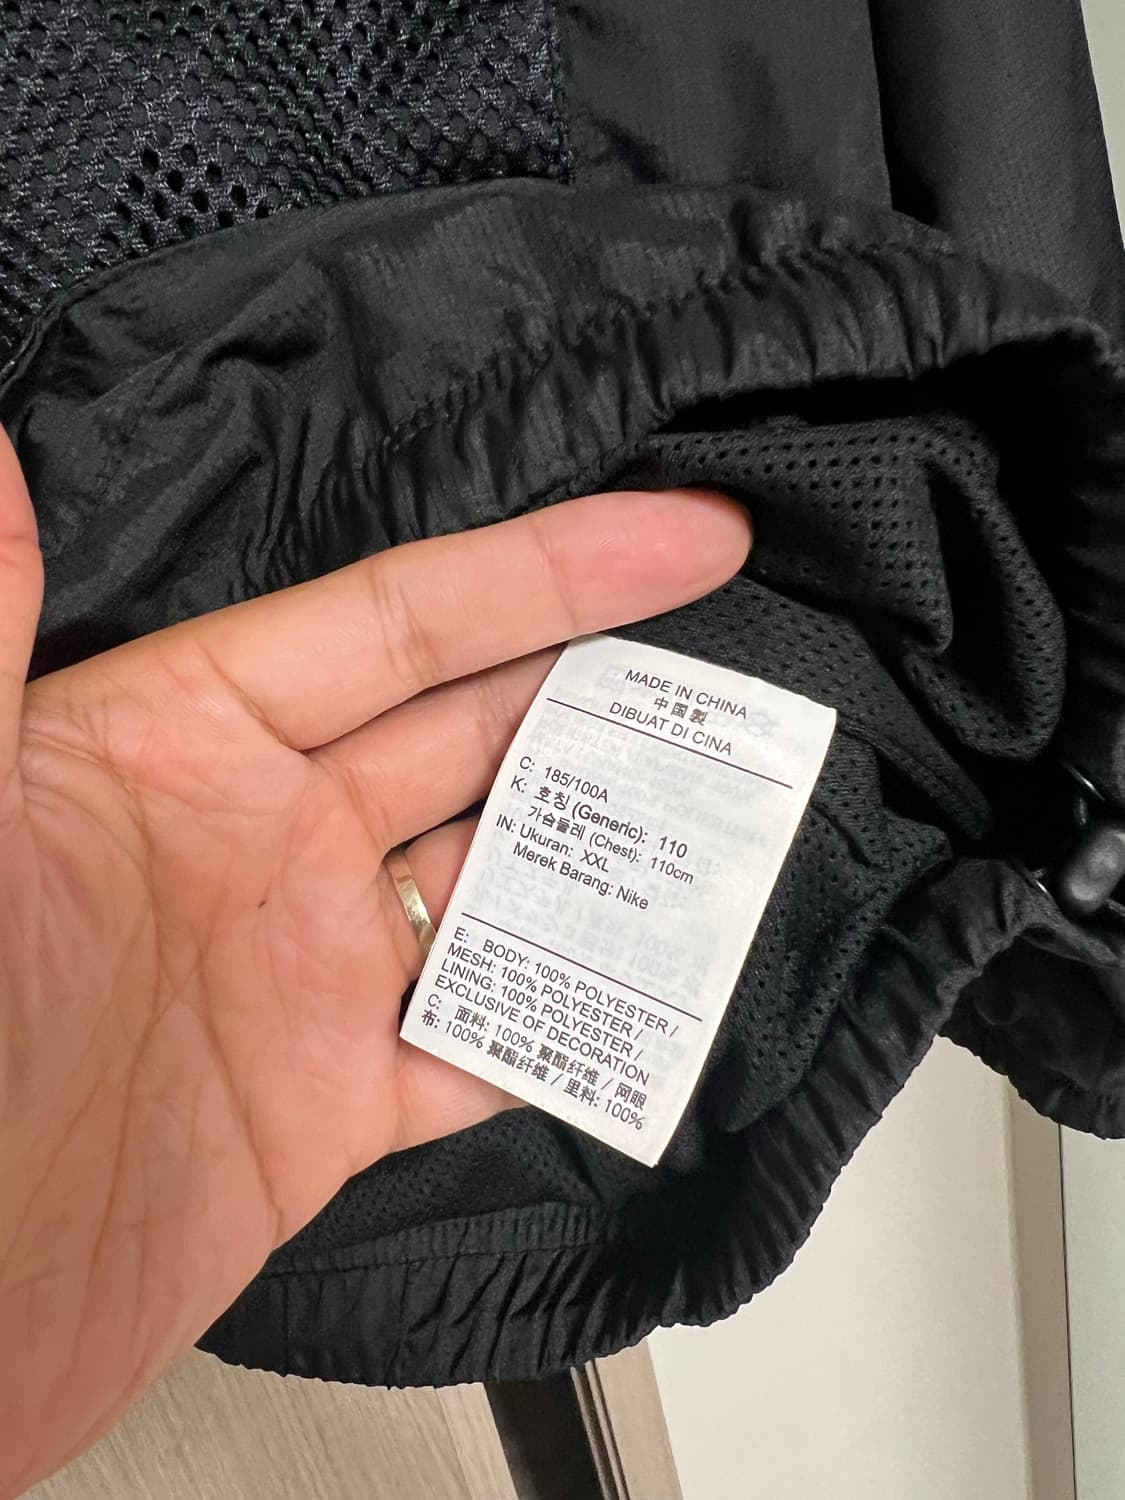 MADE IN CHINA
中国製
DIBUAT DI CINA
C: 185/100A
K: 호칭 (Generic): 110
가슴둘레 (Chest): 110cm
IN: Ukuran: XXL
Merek Barang: Nike
E: BODY: 100% POLYESTER /
MESH: 100% POLYESTER /
LINING: 100% POLYESTER /
EXCLUSIVE OF DECORATION
C: 面料: 100% 聚酯纤维 / 网眼
布: 100% 聚酯纤维 / 里料: 100%